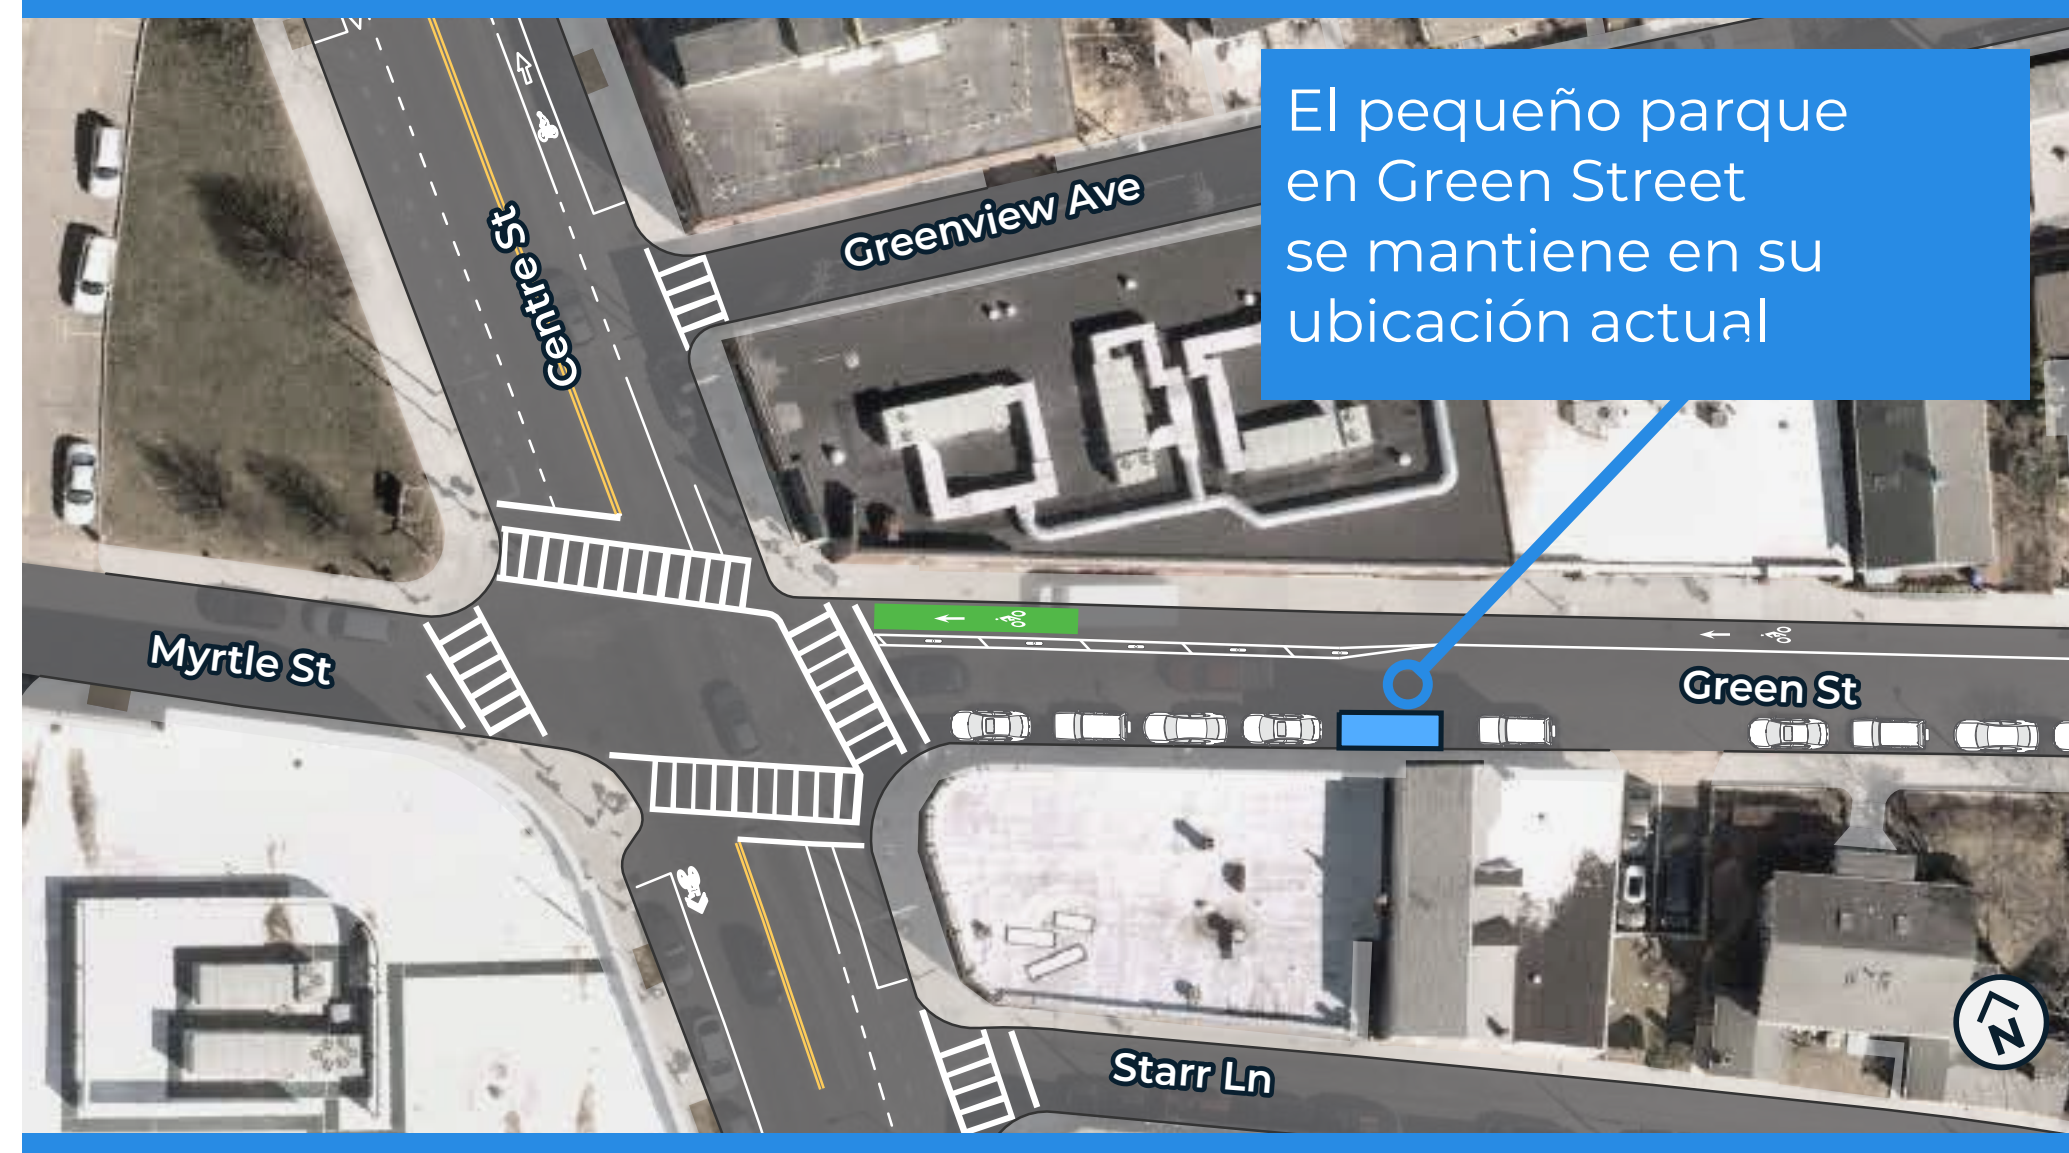 El pequeño parque
en Green Street
se mantiene en su
ubicación actual
Centre St
Greenview Ave
Myrtle St
Green St
Starr Ln
N